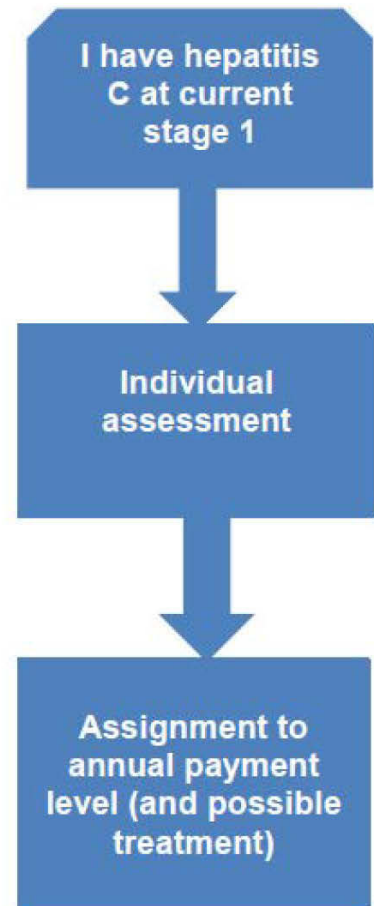 I have hepatitis
C at current
stage 1
Individual
assessment
Assignment to
annual payment
level (and possible
treatment)